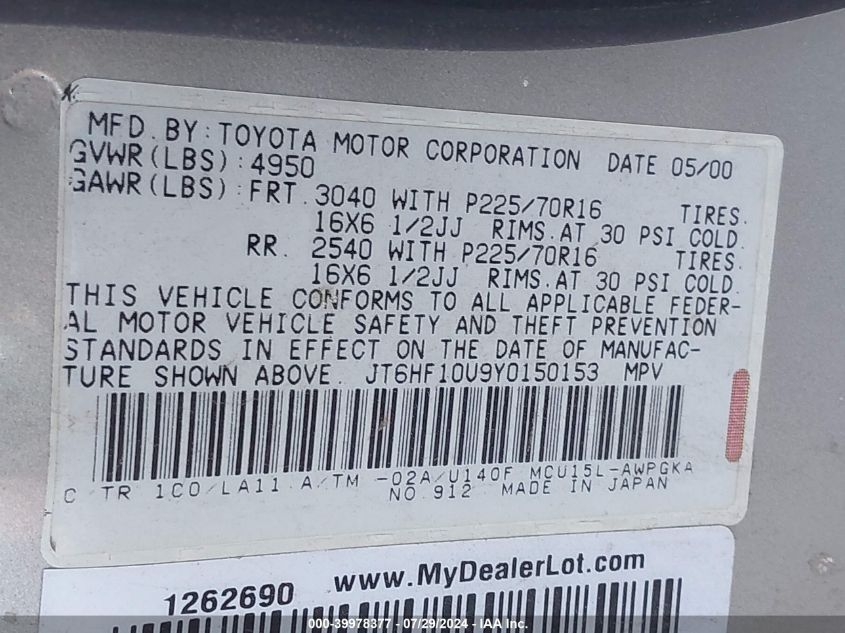 MFD. BY: TOYOTA MOTOR CORPORATION DATE 05/00
GVWR(LBS): 4950
GAWR(LBS): FRT. 3040 WITH P225/70R16 TIRES.
16X6 1/2JJ RIMS. AT 30 PSI COLD.
RR. 2540 WITH P225/70R16 TIRES.
16X6 1/2JJ RIMS. AT 30 PSI COLD.
THIS VEHICLE CONFORMS TO ALL APPLICABLE FEDER-
AL MOTOR VEHICLE SAFETY AND THEFT PREVENTION
STANDARDS IN EFFECT ON THE DATE OF MANUFAC-
TURE SHOWN ABOVE. JT6HF10U9Y0150153 MPV
C/TR 1C0/LA11 A/TM -02A/U140F MCU15L-AWPGKA
NO.912 MADE IN JAPAN
1262690 www.MyDealerLot.com
000-39978377 - 07/29/2024 - IAA Inc.